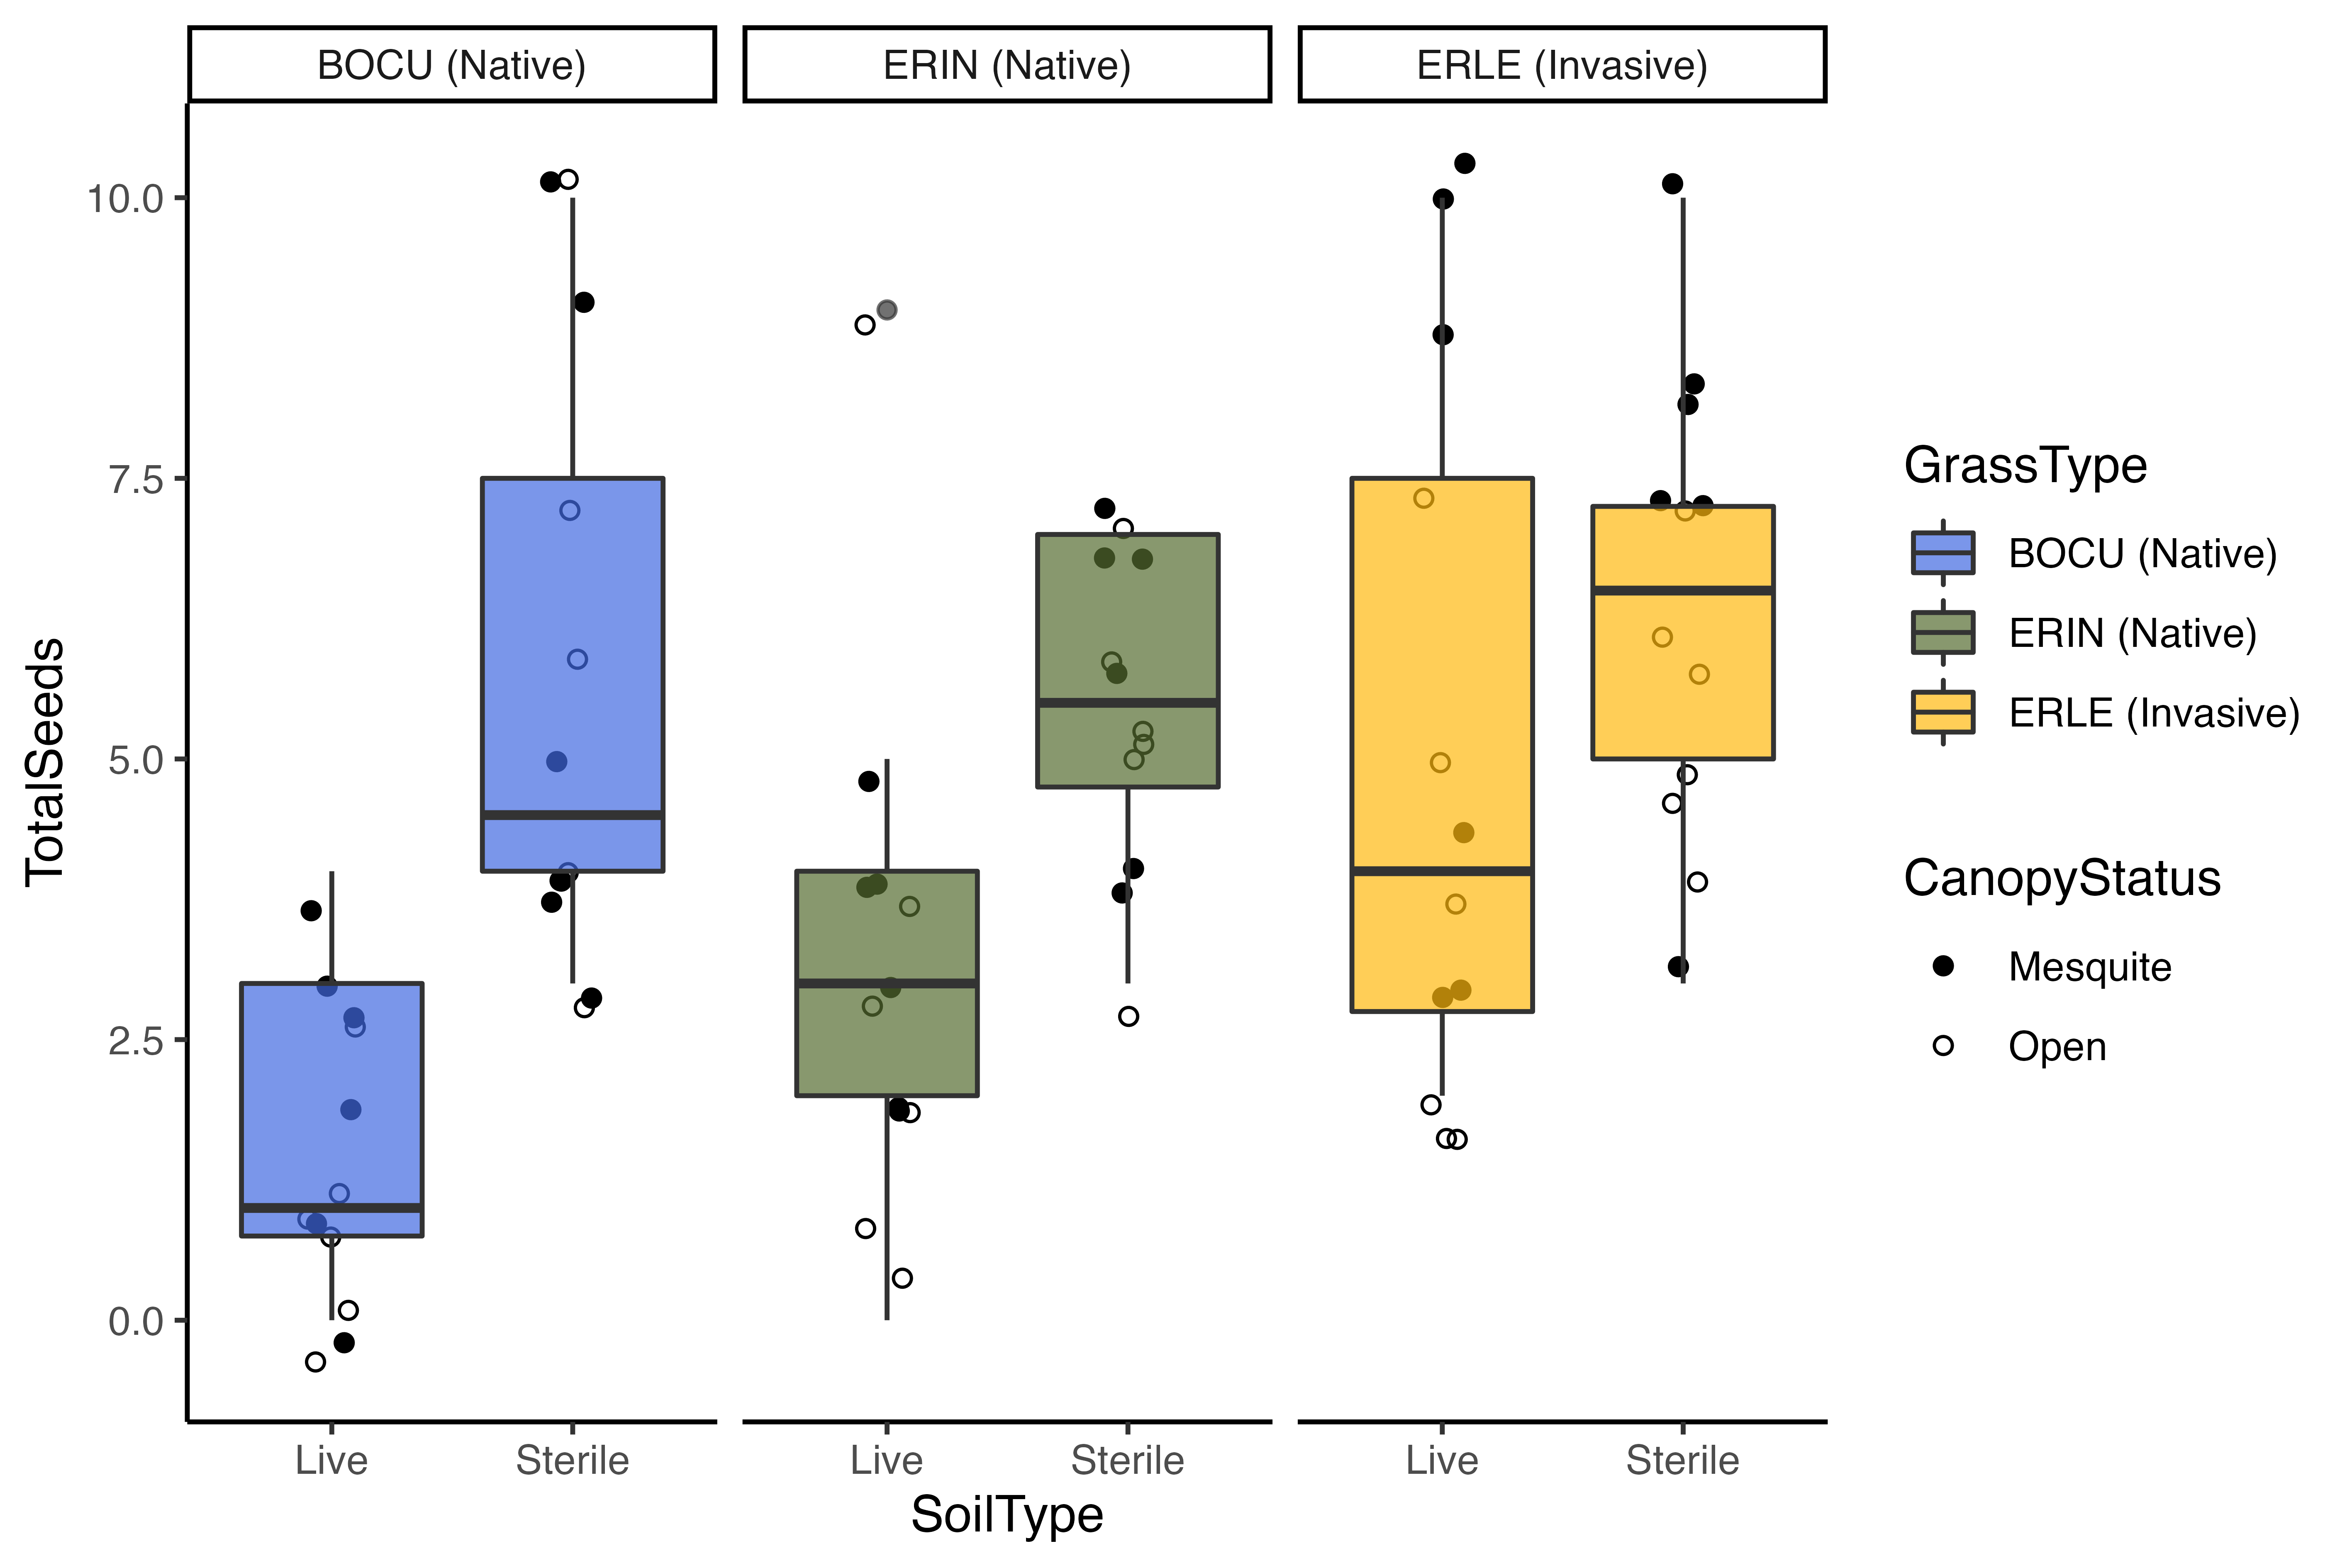 BOCU (Native)
ERIN (Native)
ERLE (Invasive)
TotalSeeds
10.0
7.5
5.0
2.5
0.0
Live
Sterile
Live
Sterile
Live
Sterile
SoilType
GrassType
BOCU (Native)
ERIN (Native)
ERLE (Invasive)
CanopyStatus
Mesquite
Open